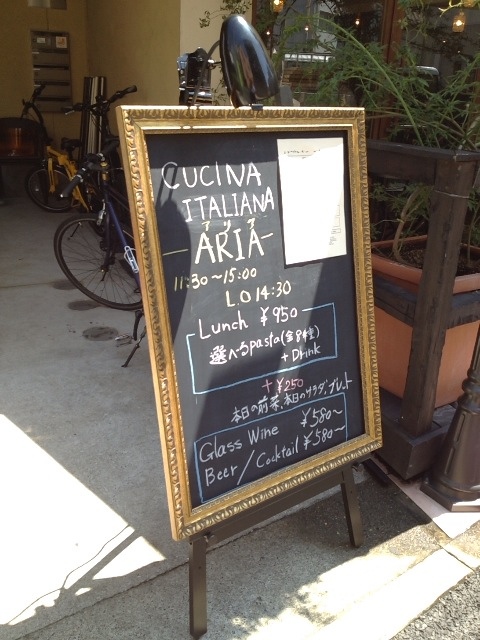 CUCINA
ITALIANA
アリア
ARIA
11:30～15:00
LO 14:30
Lunch ¥950
選べるpasta(全8種)
+ Drink
+¥250
本日の前菜、本日のサラダ、ブレット
Glass Wine ¥580～
Beer/Cocktail ¥580～